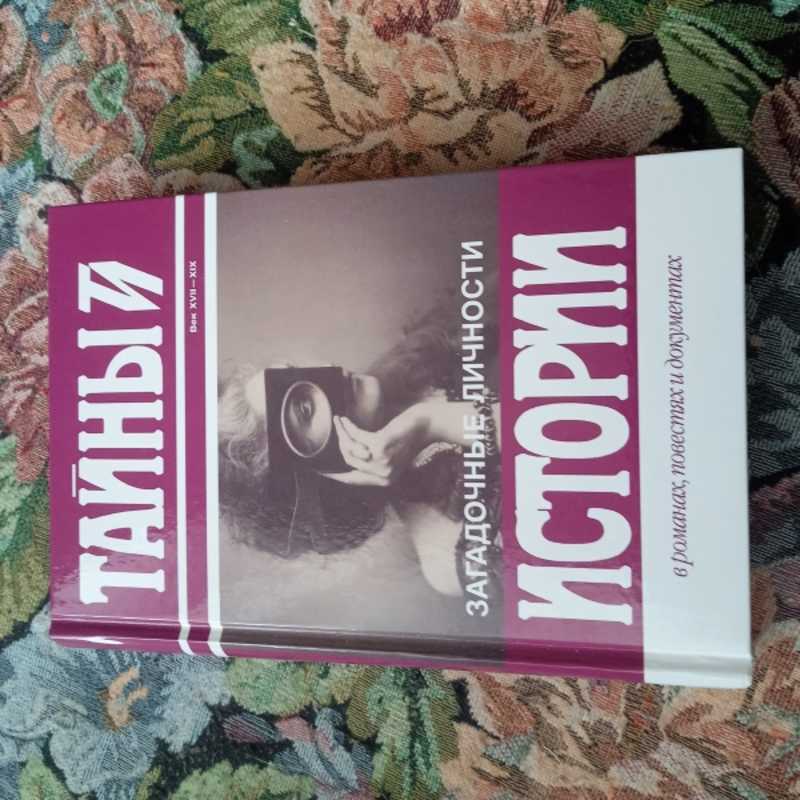 ТАЙНЫ
Век XVII—XIX
ЗАГАДОЧНЫЕ ЛИЧНОСТИ
ИСТОРИИ
в романах, повестях и документах